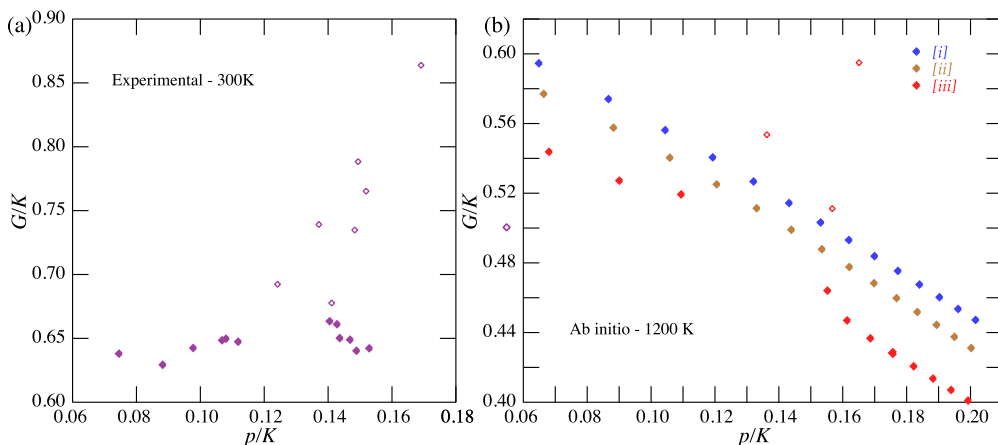 (a)
0.90
0.85
0.80
0.75
0.70
0.65
0.60
G/K
Experimental - 300K
0.06 0.08 0.10 0.12 0.14 0.16 0.18
p/K
(b)
0.60
0.56
0.52
0.48
0.44
0.40
G/K
[i]
[ii]
[iii]
Ab initio - 1200 K
0.06 0.08 0.10 0.12 0.14 0.16 0.18 0.20
p/K